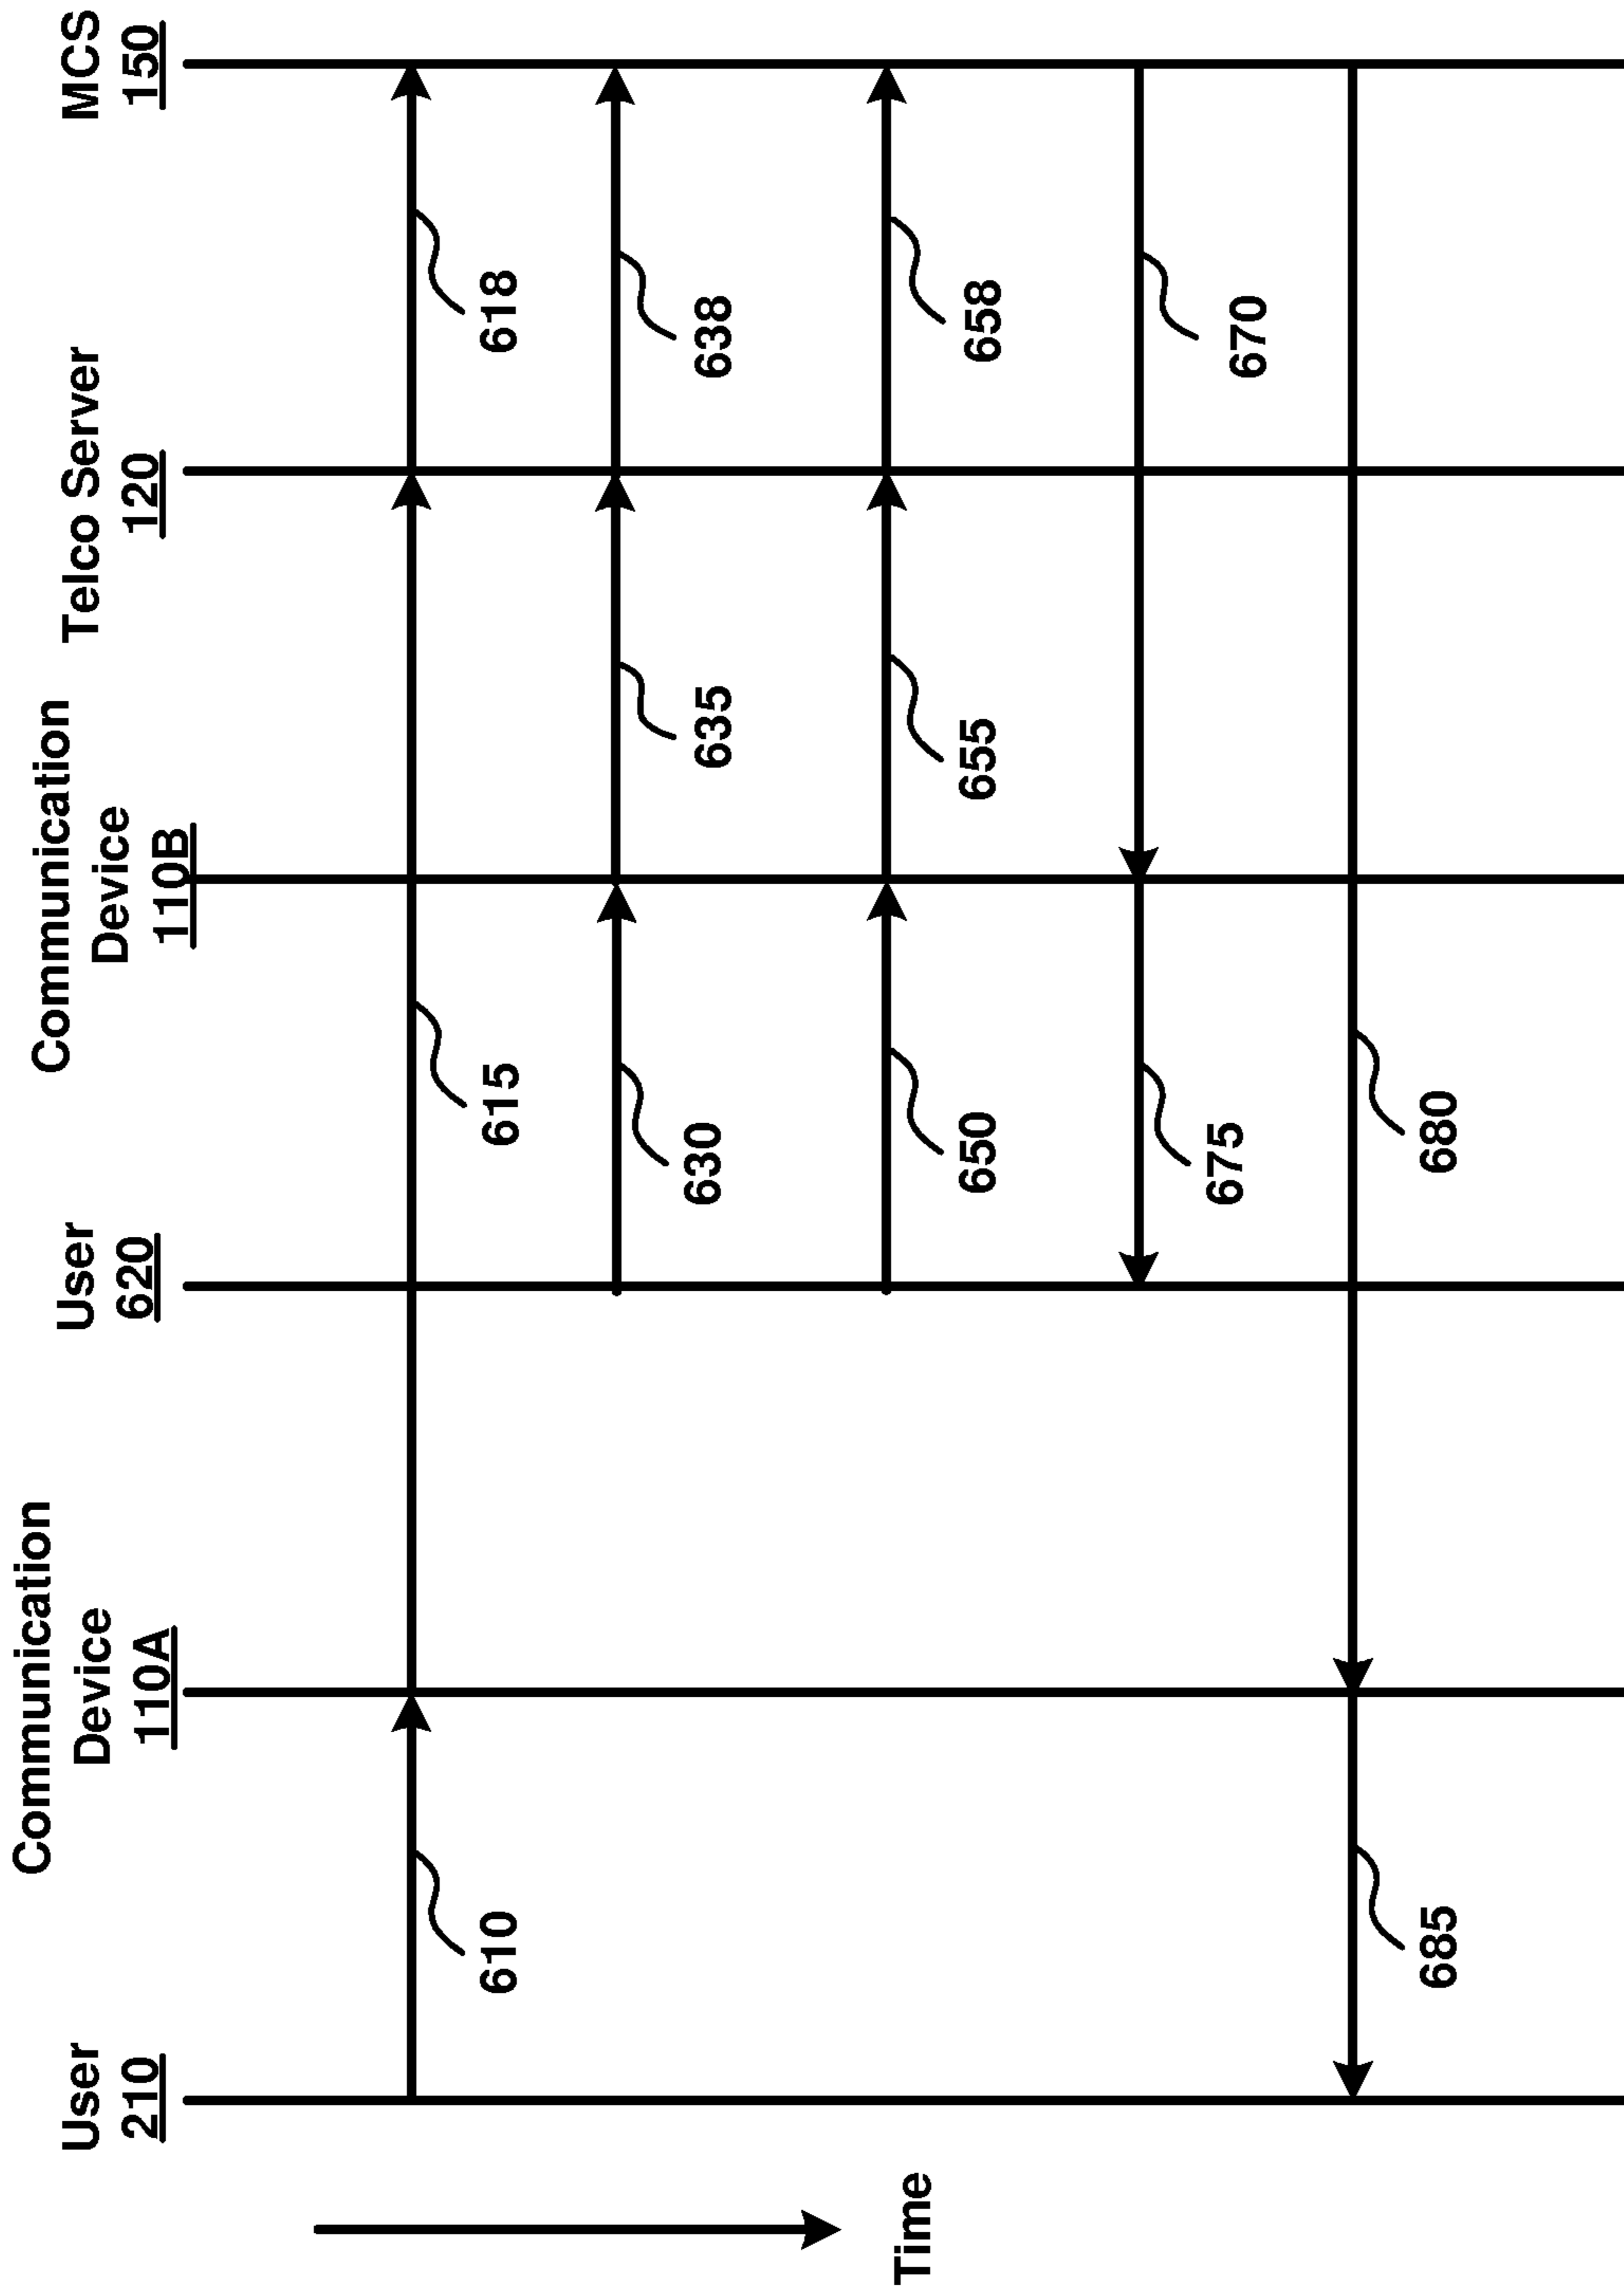 User
210
Communication
Device
110A
User
620
Communication
Device
110B
Telco Server
120
MCS
150
610
615
618
630
635
638
650
655
658
670
675
680
685
Time